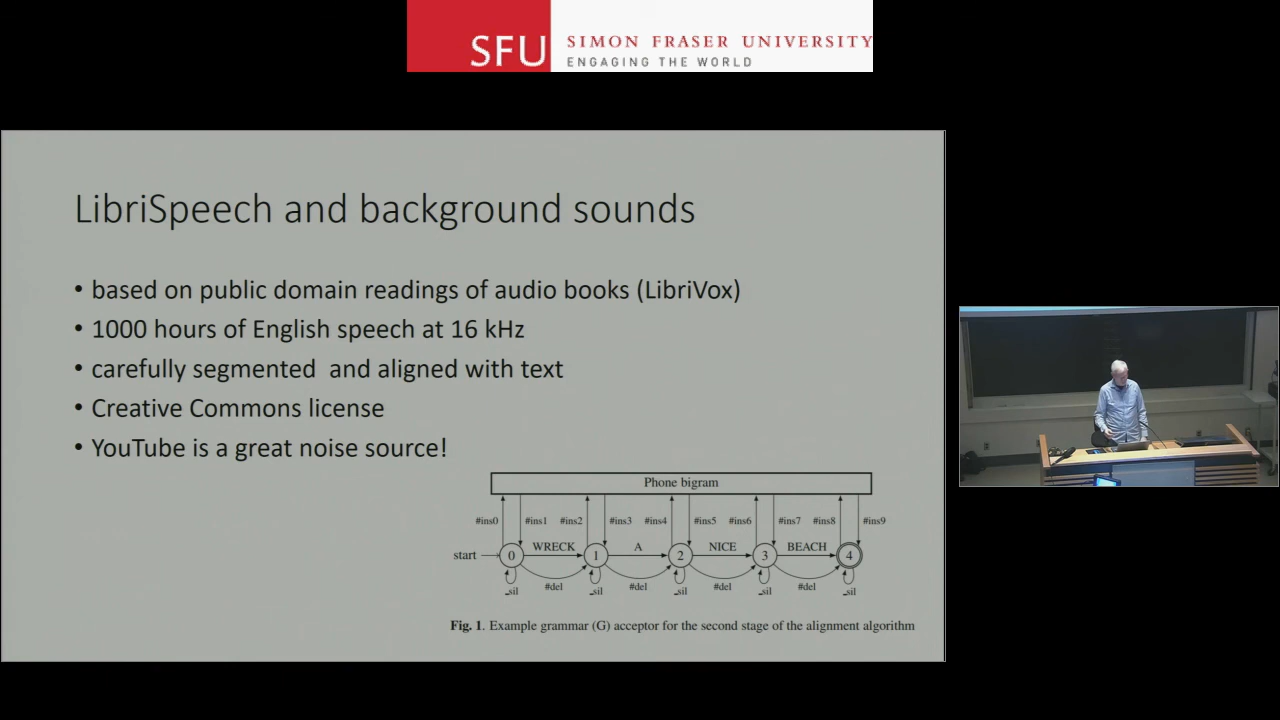 SFU SIMON FRASER UNIVERSITY
ENGAGING THE WORLD
LibriSpeech and background sounds
• based on public domain readings of audio books (LibriVox)
• 1000 hours of English speech at 16 kHz
• carefully segmented and aligned with text
• Creative Commons license
• YouTube is a great noise source!
Phone bigram
#ins0 #ins1 #ins2 #ins3 #ins4 #ins5 #ins6 #ins7 #ins8 #ins9
WRECK A NICE BEACH
start 0 1 2 3 4
#del #del #del #del
_sil _sil _sil _sil _sil
Fig. 1. Example grammar (G) acceptor for the second stage of the alignment algorithm